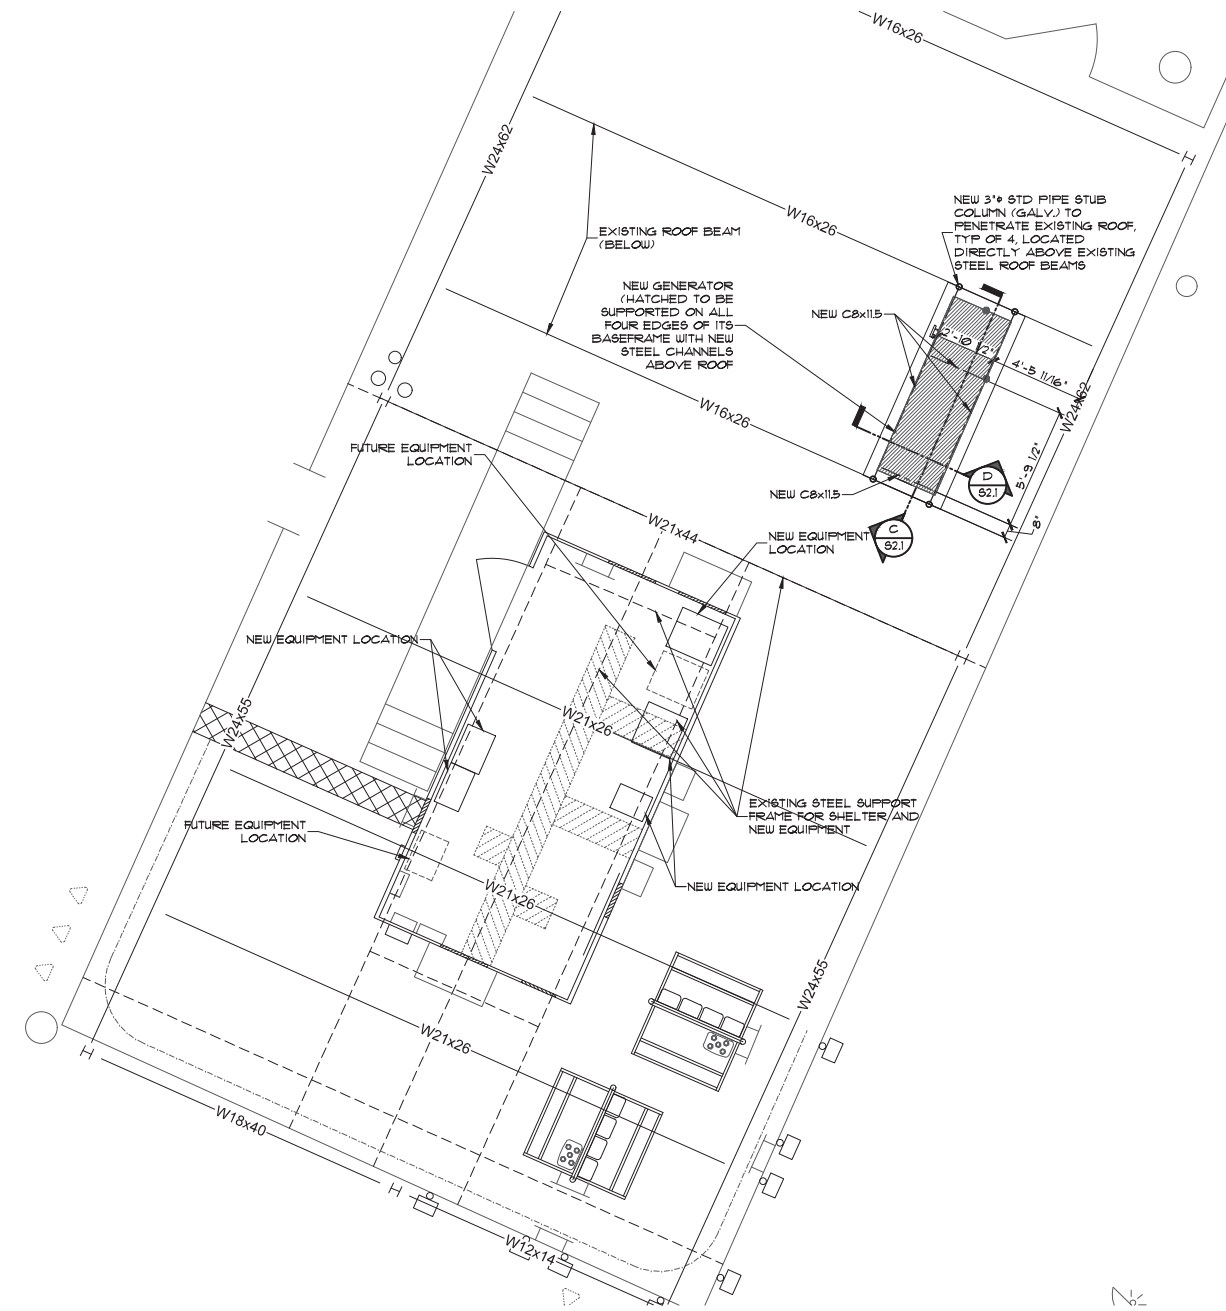 W16x26
W24x62
NEW 3"ø STD PIPE STUB
COLUMN (GALV.) TO
PENETRATE EXISTING ROOF,
TYP OF 4, LOCATED
DIRECTLY ABOVE EXISTING
STEEL ROOF BEAMS
W16x26
EXISTING ROOF BEAM
(BELOW)
NEW GENERATOR
(HATCHED TO BE
SUPPORTED ON ALL
FOUR EDGES OF ITS
BASEFRAME WITH NEW
STEEL CHANNELS
ABOVE ROOF
NEW C8x11.5
2'-10 1/2"
4'-5 11/16"
W24x62
W16x26
FUTURE EQUIPMENT
LOCATION
5'-9 1/2"
D
S2.1
NEW C8x11.5
8"
W21x44
C
S2.1
NEW EQUIPMENT
LOCATION
NEW EQUIPMENT LOCATION
W24x55
W21x26
EXISTING STEEL SUPPORT
FRAME FOR SHELTER AND
NEW EQUIPMENT
FUTURE EQUIPMENT
LOCATION
NEW EQUIPMENT LOCATION
W21x26
W24x55
W21x26
W18x40
W12x14